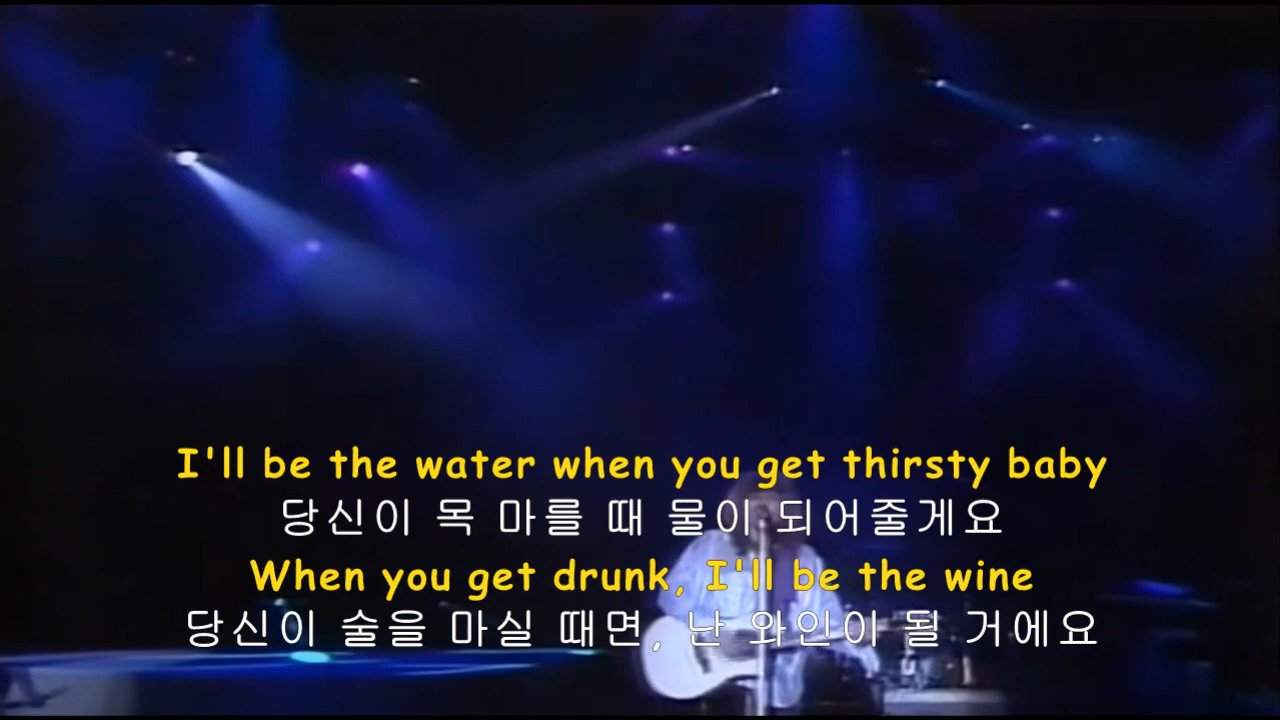 I'll be the water when you get thirsty baby
당신이 목 마를 때 물이 되어줄게요
When you get drunk, I'll be the wine
당신이 술을 마실 때면, 난 와인이 될 거에요